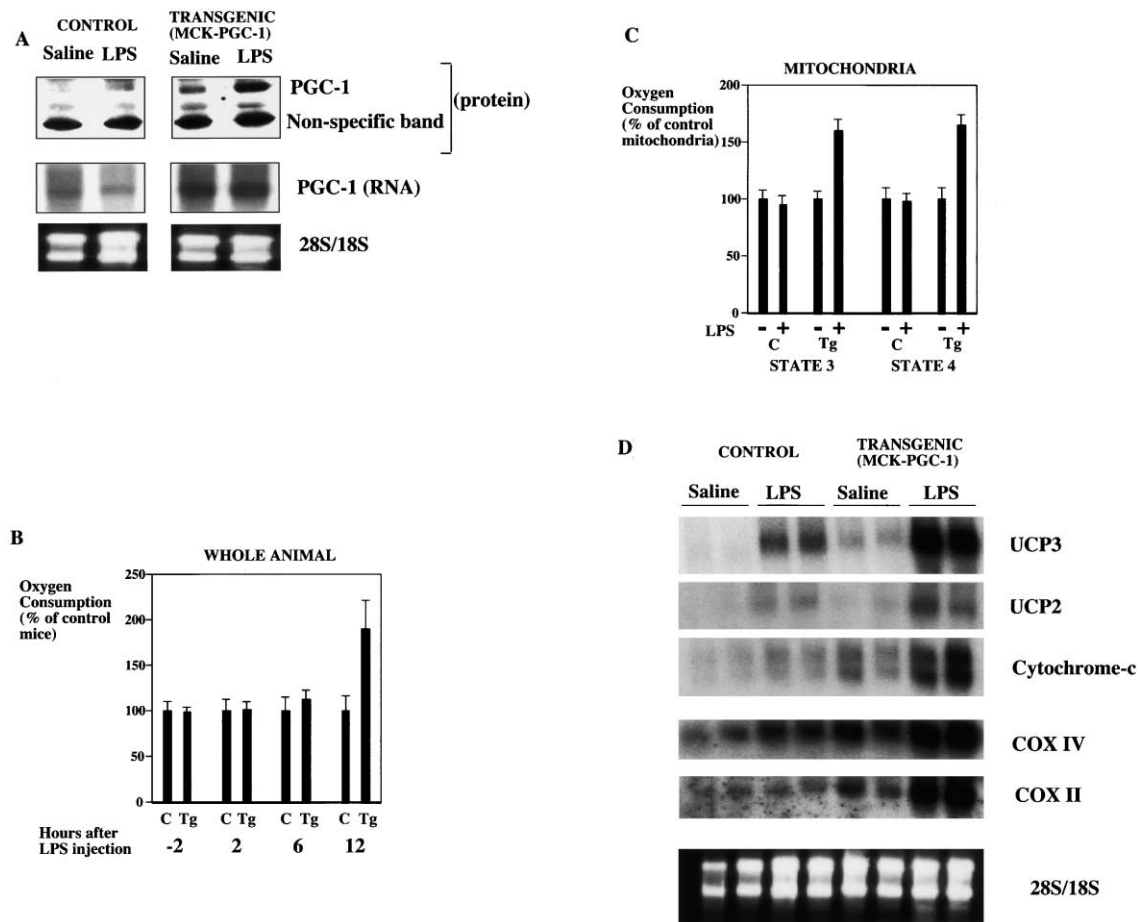 A
CONTROL
TRANSGENIC
(MCK-PGC-1)
Saline LPS
Saline LPS
PGC-1
Non-specific band
(protein)
PGC-1 (RNA)
28S/18S
B
WHOLE ANIMAL
Oxygen
Consumption
(% of control
mice)
250
200
150
100
50
0
C Tg C Tg C Tg C Tg
Hours after
LPS injection
-2 2 6 12
C
MITOCHONDRIA
Oxygen
Consumption
(% of control
mitochondria)
200
150
100
50
0
LPS - + - + - + - +
C Tg C Tg
STATE 3 STATE 4
D
CONTROL
TRANSGENIC
(MCK-PGC-1)
Saline LPS Saline LPS
UCP3
UCP2
Cytochrome-c
COX IV
COX II
28S/18S